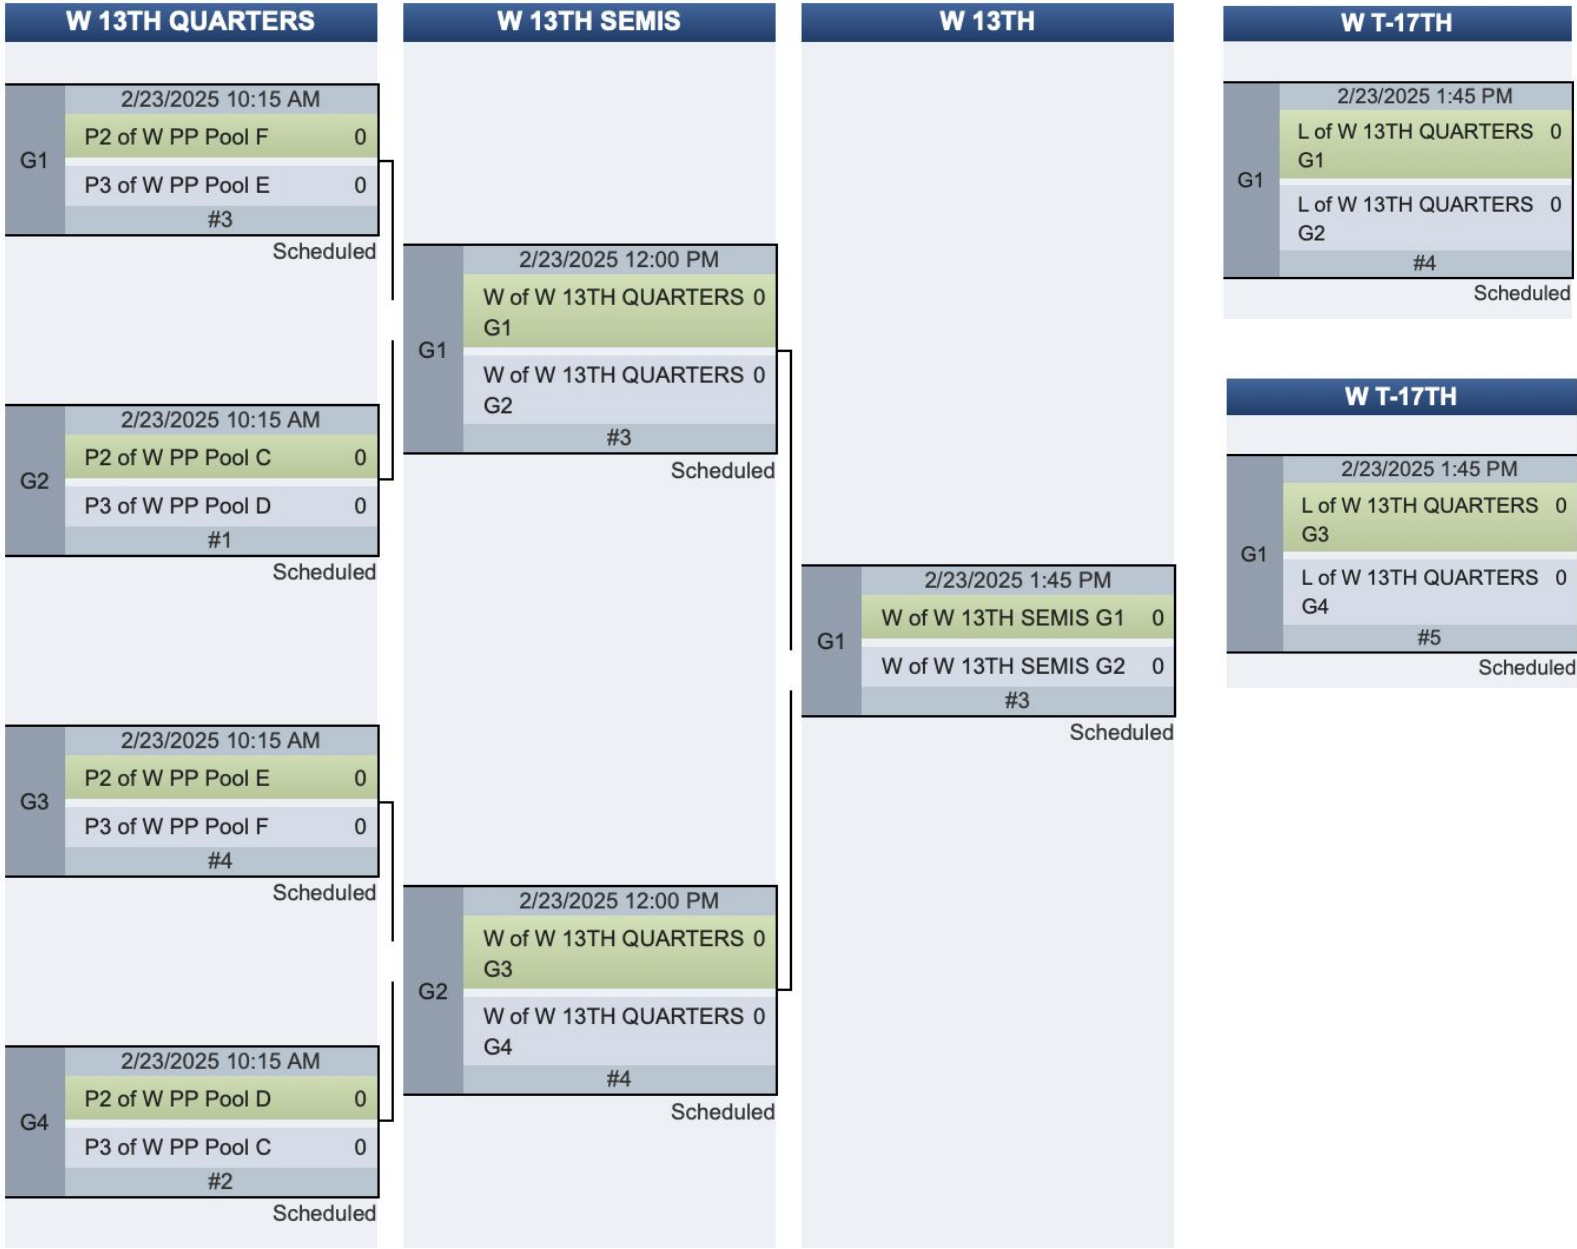 W 13TH QUARTERS
2/23/2025 10:15 AM
G1
P2 of W PP Pool F 0
P3 of W PP Pool E 0
#3
Scheduled
2/23/2025 10:15 AM
G2
P2 of W PP Pool C 0
P3 of W PP Pool D 0
#1
Scheduled
2/23/2025 10:15 AM
G3
P2 of W PP Pool E 0
P3 of W PP Pool F 0
#4
Scheduled
2/23/2025 10:15 AM
G4
P2 of W PP Pool D 0
P3 of W PP Pool C 0
#2
Scheduled
W 13TH SEMIS
2/23/2025 12:00 PM
G1
W of W 13TH QUARTERS 0
G1
W of W 13TH QUARTERS 0
G2
#3
Scheduled
2/23/2025 12:00 PM
G2
W of W 13TH QUARTERS 0
G3
W of W 13TH QUARTERS 0
G4
#4
Scheduled
W 13TH
2/23/2025 1:45 PM
G1
W of W 13TH SEMIS G1 0
W of W 13TH SEMIS G2 0
#3
Scheduled
W T-17TH
2/23/2025 1:45 PM
G1
L of W 13TH QUARTERS 0
G1
L of W 13TH QUARTERS 0
G2
#4
Scheduled
W T-17TH
2/23/2025 1:45 PM
G1
L of W 13TH QUARTERS 0
G3
L of W 13TH QUARTERS 0
G4
#5
Scheduled